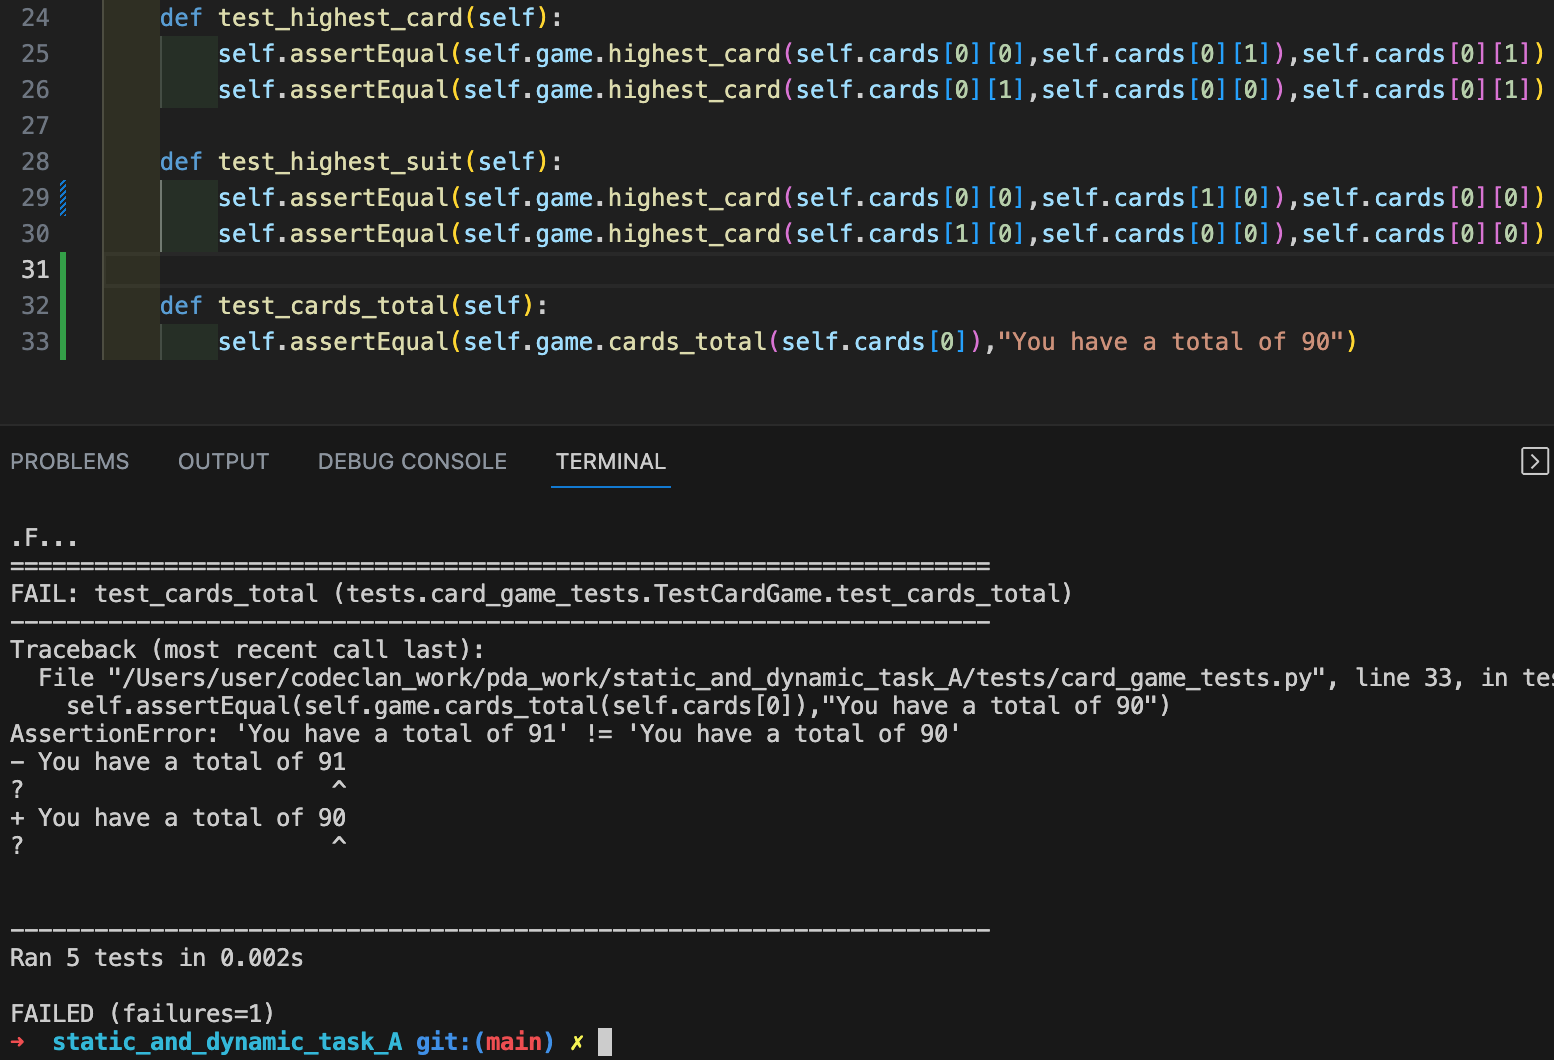 24 def test_highest_card(self):
25 self.assertEqual(self.game.highest_card(self.cards[0][0],self.cards[0][1]),self.cards[0][1])
26 self.assertEqual(self.game.highest_card(self.cards[0][1],self.cards[0][0]),self.cards[0][1])
27
28 def test_highest_suit(self):
29 self.assertEqual(self.game.highest_card(self.cards[0][0],self.cards[1][0]),self.cards[0][0])
30 self.assertEqual(self.game.highest_card(self.cards[1][0],self.cards[0][0]),self.cards[0][0])
31
32 def test_cards_total(self):
33 self.assertEqual(self.game.cards_total(self.cards[0]),"You have a total of 90")
PROBLEMS OUTPUT DEBUG CONSOLE TERMINAL
.F...
======================================================================
FAIL: test_cards_total (tests.card_game_tests.TestCardGame.test_cards_total)
----------------------------------------------------------------------
Traceback (most recent call last):
  File "/Users/user/codeclan_work/pda_work/static_and_dynamic_task_A/tests/card_game_tests.py", line 33, in tes
    self.assertEqual(self.game.cards_total(self.cards[0]),"You have a total of 90")
AssertionError: 'You have a total of 91' != 'You have a total of 90'
- You have a total of 91
?                      ^
+ You have a total of 90
?                      ^
----------------------------------------------------------------------
Ran 5 tests in 0.002s
FAILED (failures=1)
➜  static_and_dynamic_task_A git:(main) ✗